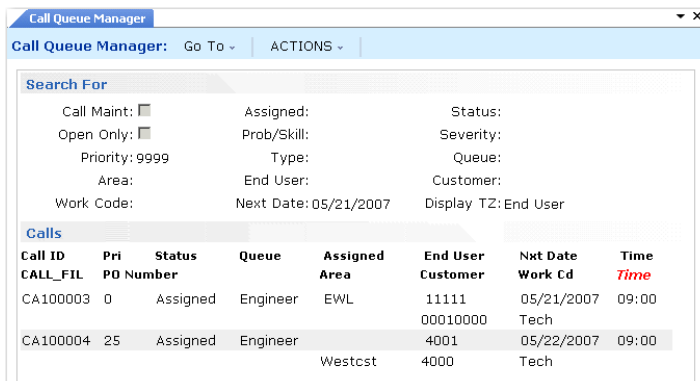 Call Queue Manager
Call Queue Manager: Go To ACTIONS
Search For
Call Maint: Assigned: Status:
Open Only: Prob/Skill: Severity:
Priority: 9999 Type: Queue:
Area: End User: Customer:
Work Code: Next Date: 05/21/2007 Display TZ: End User
Calls
Call ID Pri Status Queue Assigned End User Nxt Date Time
CALL_FIL PO Number Area Customer Work Cd Time
CA100003 0 Assigned Engineer EWL 11111 05/21/2007 09:00
00010000 Tech
CA100004 25 Assigned Engineer 4001 05/22/2007 09:00
Westcst 4000 Tech